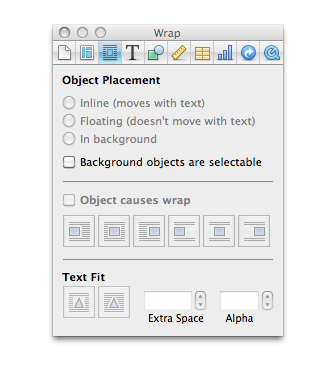 Wrap
T
Object Placement
Inline (moves with text)
Floating (doesn't move with text)
In background
Background objects are selectable
Object causes wrap
Text Fit
Extra Space
Alpha